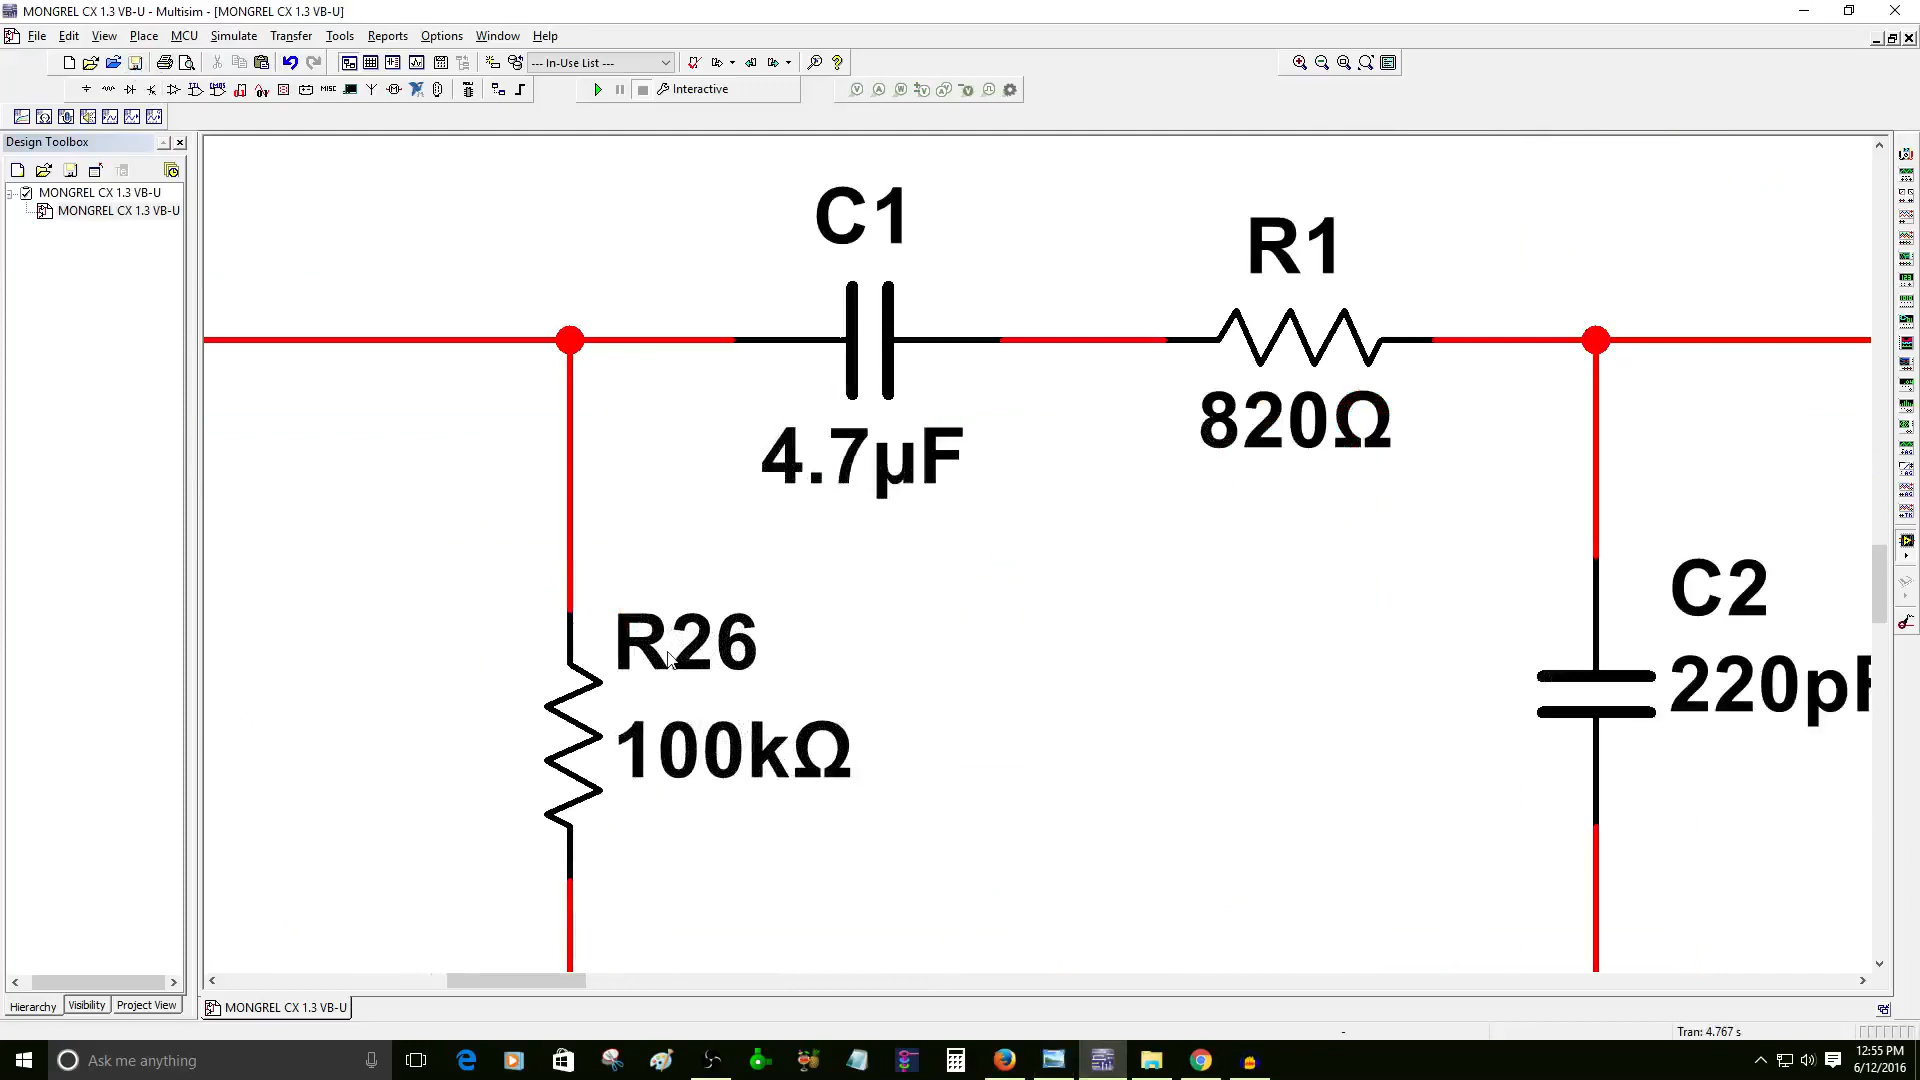 MONGREL CX 1.3 VB-U - Multisim - [MONGREL CX 1.3 VB-U]
File Edit View Place MCU Simulate Transfer Tools Reports Options Window Help
--- In-Use List ---
MISC Interactive
Design Toolbox
MONGREL CX 1.3 VB-U
MONGREL CX 1.3 VB-U
C1
R1
4.7µF
820Ω
C2
220pF
R26
100kΩ
Hierarchy Visibility Project View
MONGREL CX 1.3 VB-U
- Tran: 4.767 s
Ask me anything
12:55 PM
6/12/2016